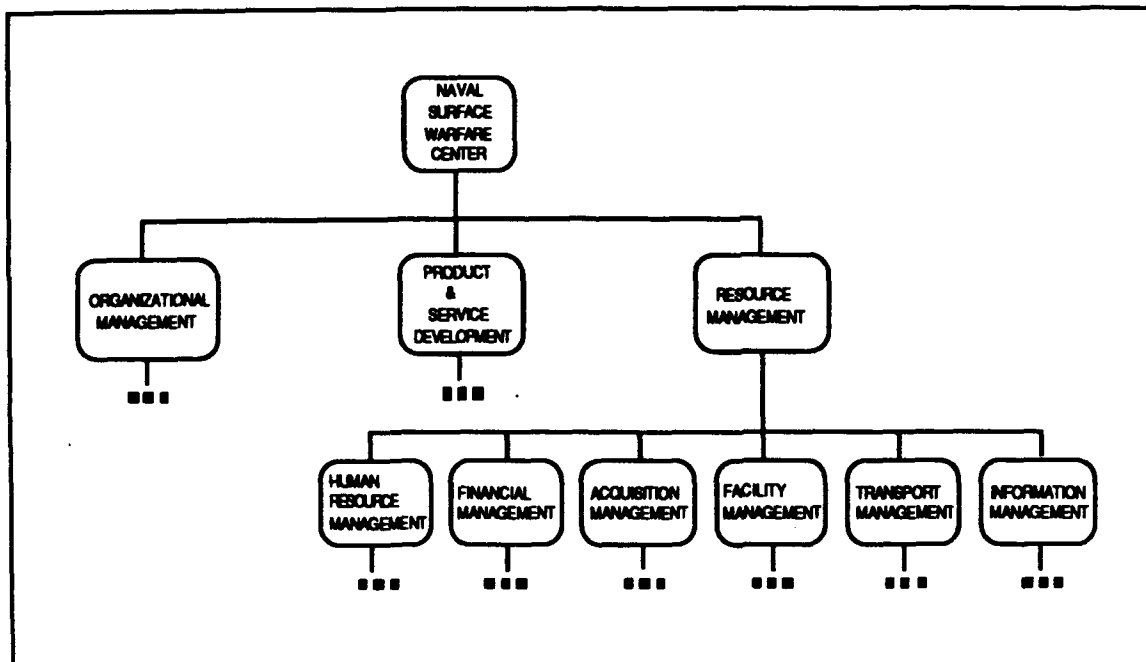 NAVAL
SURFACE
WARFARE
CENTER
ORGANIZATIONAL
MANAGEMENT
PRODUCT
&
SERVICE
DEVELOPMENT
RESOURCE
MANAGEMENT
HUMAN
RESOURCE
MANAGEMENT
FINANCIAL
MANAGEMENT
ACQUISITION
MANAGEMENT
FACILITY
MANAGEMENT
TRANSPORT
MANAGEMENT
INFORMATION
MANAGEMENT